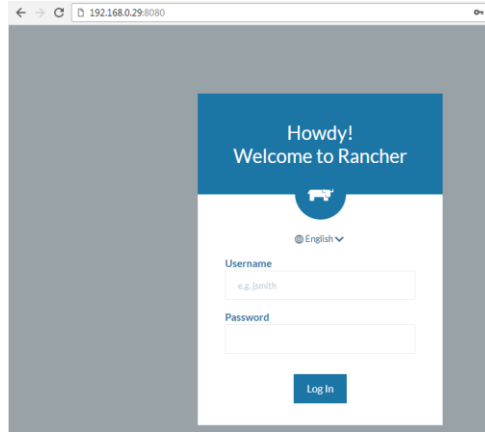 192.168.0.29:8080
Howdy!
Welcome to Rancher
English
Username
e.g. jsmith
Password
Log In